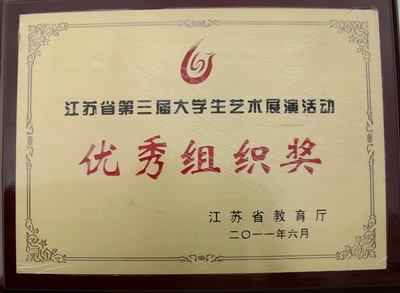 江苏省第三届大学生艺术展演活动
优秀组织奖
江苏省教育厅
二〇一一年六月